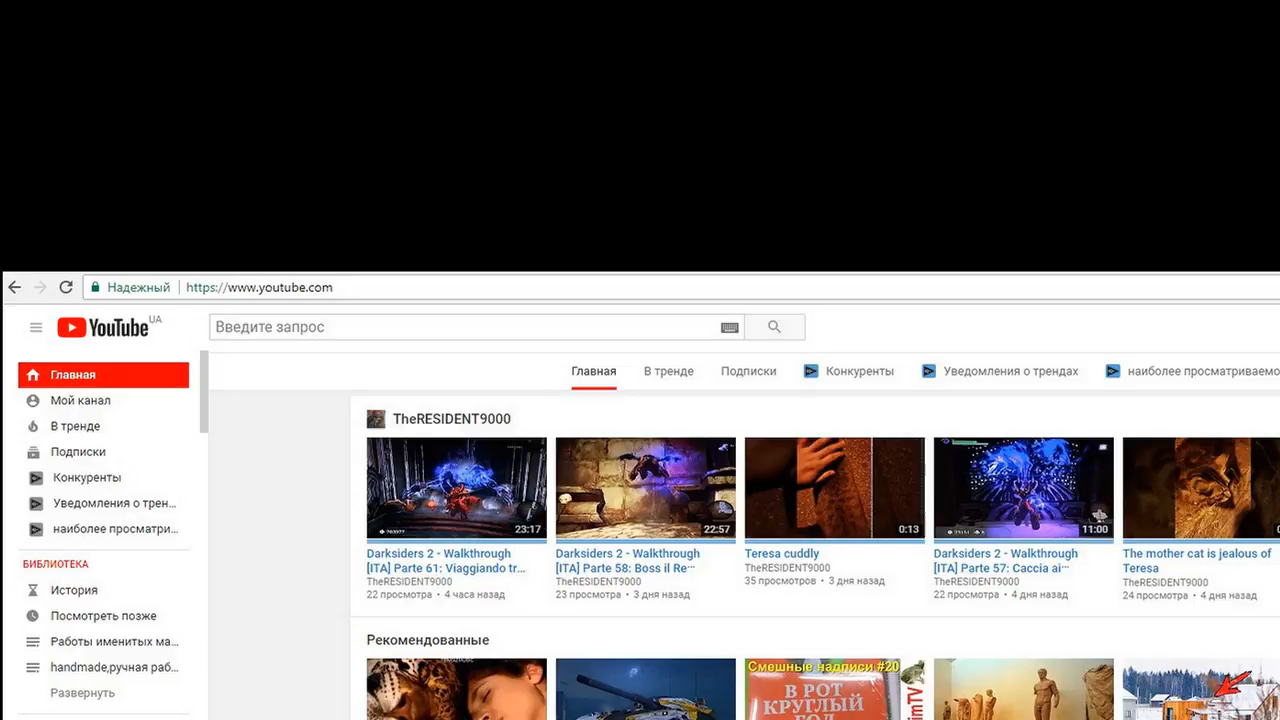 Надежный https://www.youtube.com
YouTube UA
Введите запрос
Главная В тренде Подписки Конкуренты Уведомления о трендах наиболее просматриваемо
Главная
Мой канал
В тренде
Подписки
Конкуренты
Уведомления о трен...
наиболее просматри...
БИБЛИОТЕКА
История
Посмотреть позже
Работы именитых ма...
handmade,ручная раб...
Развернуть
TheRESIDENT9000
23:17
22:57
0:13
11:00
Darksiders 2 - Walkthrough
[ITA] Parte 61: Viaggiando tr...
TheRESIDENT9000
22 просмотра • 4 часа назад
Darksiders 2 - Walkthrough
[ITA] Parte 58: Boss il Re...
TheRESIDENT9000
23 просмотра • 3 дня назад
Teresa cuddly
TheRESIDENT9000
35 просмотров • 3 дня назад
Darksiders 2 - Walkthrough
[ITA] Parte 57: Caccia ai...
TheRESIDENT9000
22 просмотра • 4 дня назад
The mother cat is jealous of
Teresa
TheRESIDENT9000
24 просмотра • 4 дня назад
Рекомендованные
Смешные надписи #20
В РОТ
КРУГЛЫЙ
ГОД
imTV